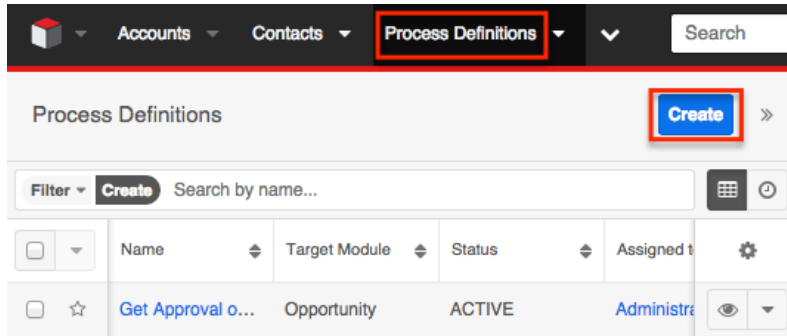 Accounts Contacts Process Definitions Search
Process Definitions Create
Filter Create Search by name...
Name Target Module Status Assigned t
Get Approval o... Opportunity ACTIVE Administra